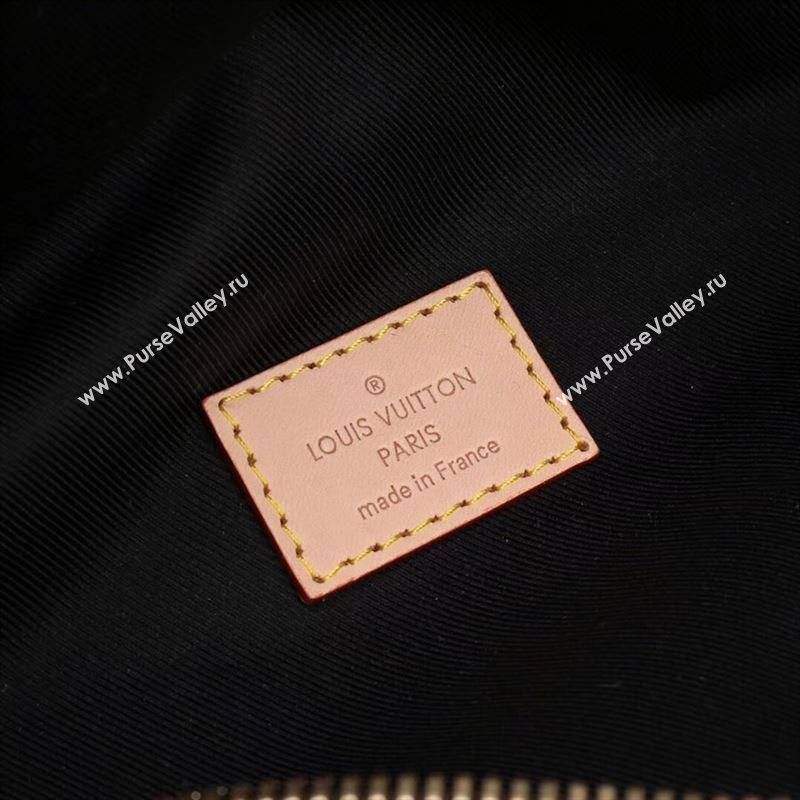 ®
LOUIS VUITTON
PARIS
made in France
www.PurseValley.ru
www.PurseValley.ru